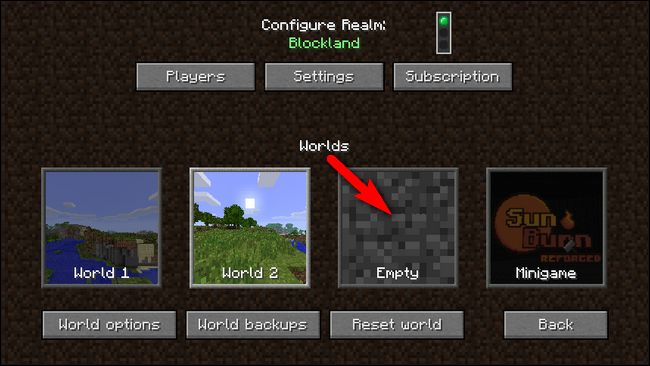 Configure Realm:
Blockland
Players Settings Subscription
Worlds
Sun
Burn
REFORGED
World 1 World 2 Empty Minigame
World options World backups Reset world Back